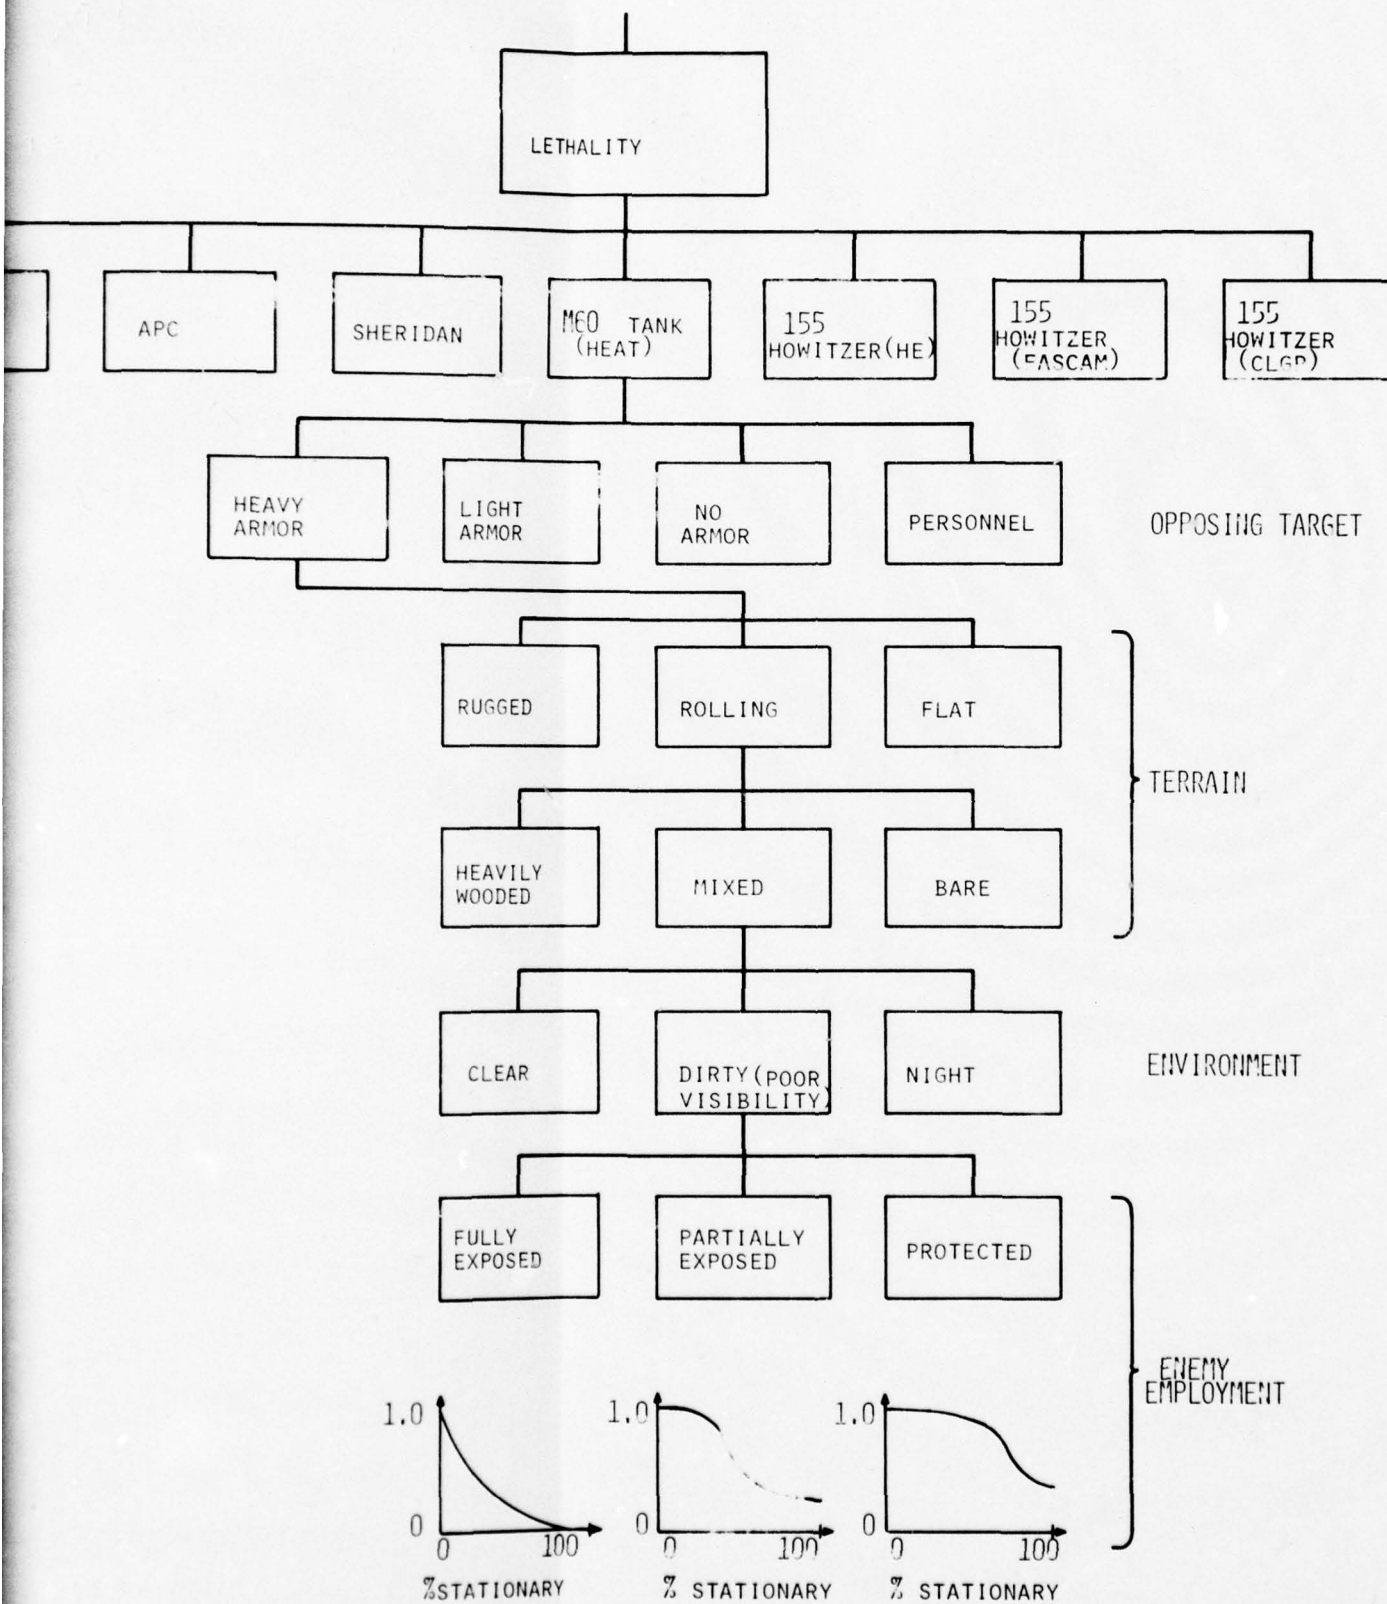 LETHALITY
APC
SHERIDAN
M60 TANK
(HEAT)
155
HOWITZER(HE)
155
HOWITZER
(FASCAM)
155
HOWITZER
(CLGP)
HEAVY
ARMOR
LIGHT
ARMOR
NO
ARMOR
PERSONNEL
OPPOSING TARGET
RUGGED
ROLLING
FLAT
TERRAIN
HEAVILY
WOODED
MIXED
BARE
CLEAR
DIRTY(POOR
VISIBILITY)
NIGHT
ENVIRONMENT
FULLY
EXPOSED
PARTIALLY
EXPOSED
PROTECTED
ENEMY
EMPLOYMENT
1.0
0
0 100
%STATIONARY
1.0
0
0 100
% STATIONARY
1.0
0
0 100
% STATIONARY